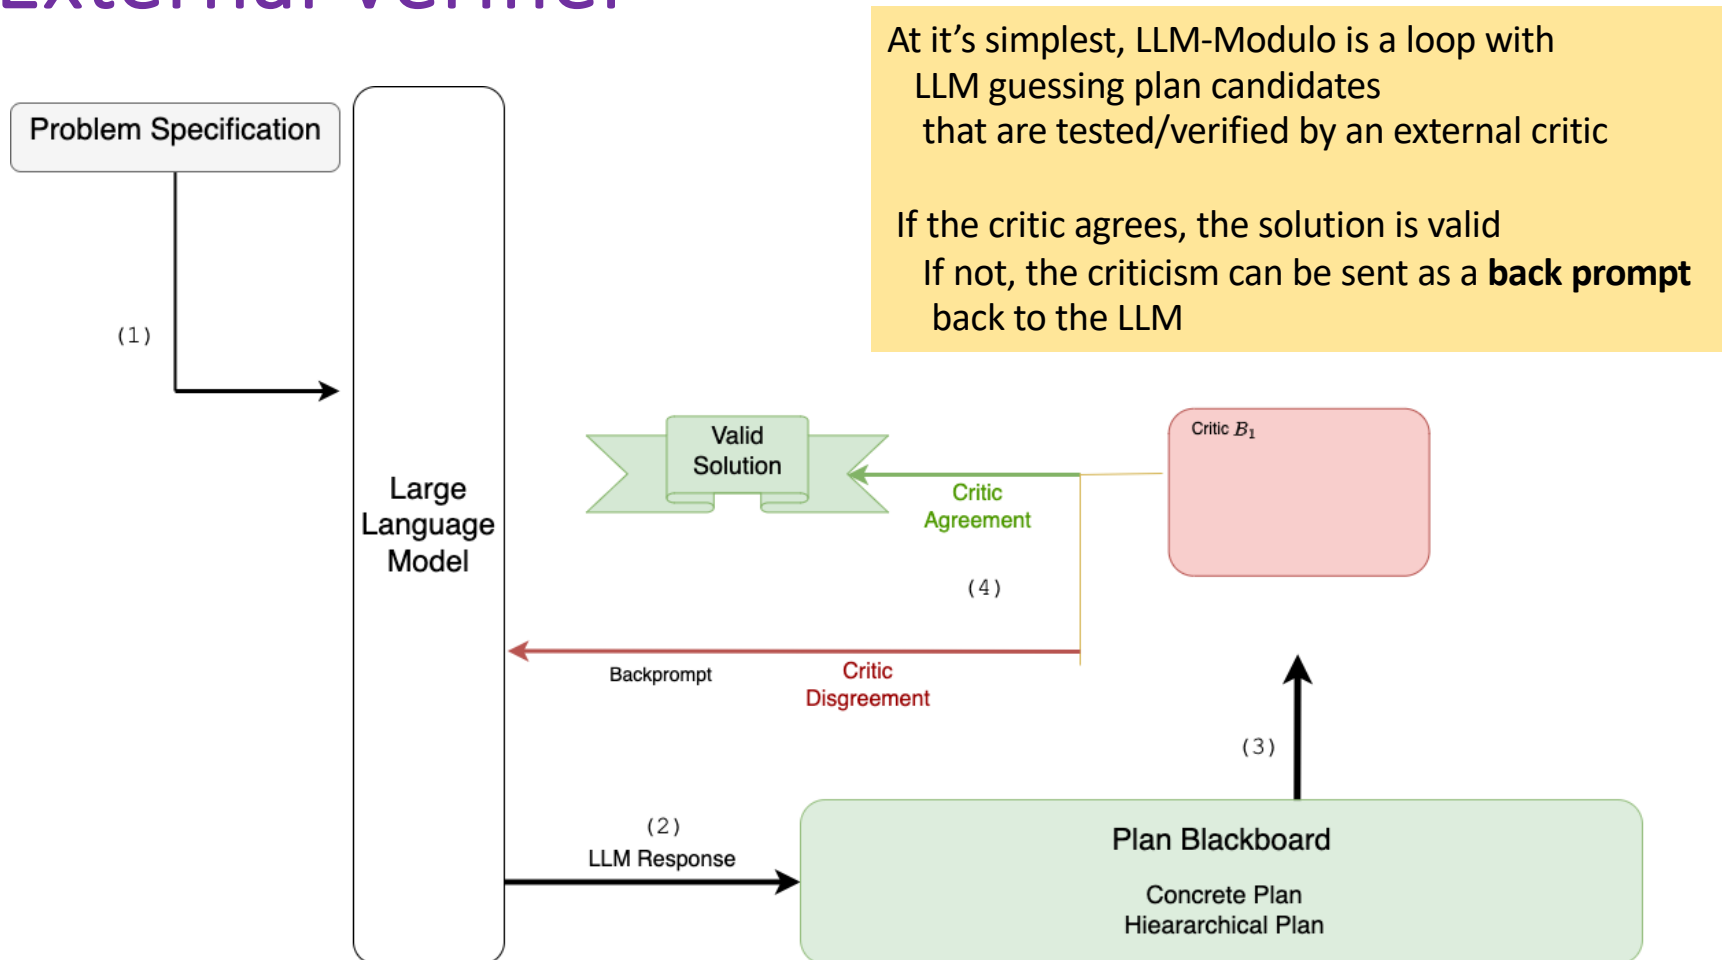 External Verifier
At it’s simplest, LLM-Modulo is a loop with
LLM guessing plan candidates
that are tested/verified by an external critic
If the critic agrees, the solution is valid
If not, the criticism can be sent as a back prompt
back to the LLM
Problem Specification
(1)
Large
Language
Model
Valid
Solution
Critic
Agreement
Critic B₁
(4)
Backprompt
Critic
Disgreement
(3)
(2)
LLM Response
Plan Blackboard
Concrete Plan
Hieararchical Plan